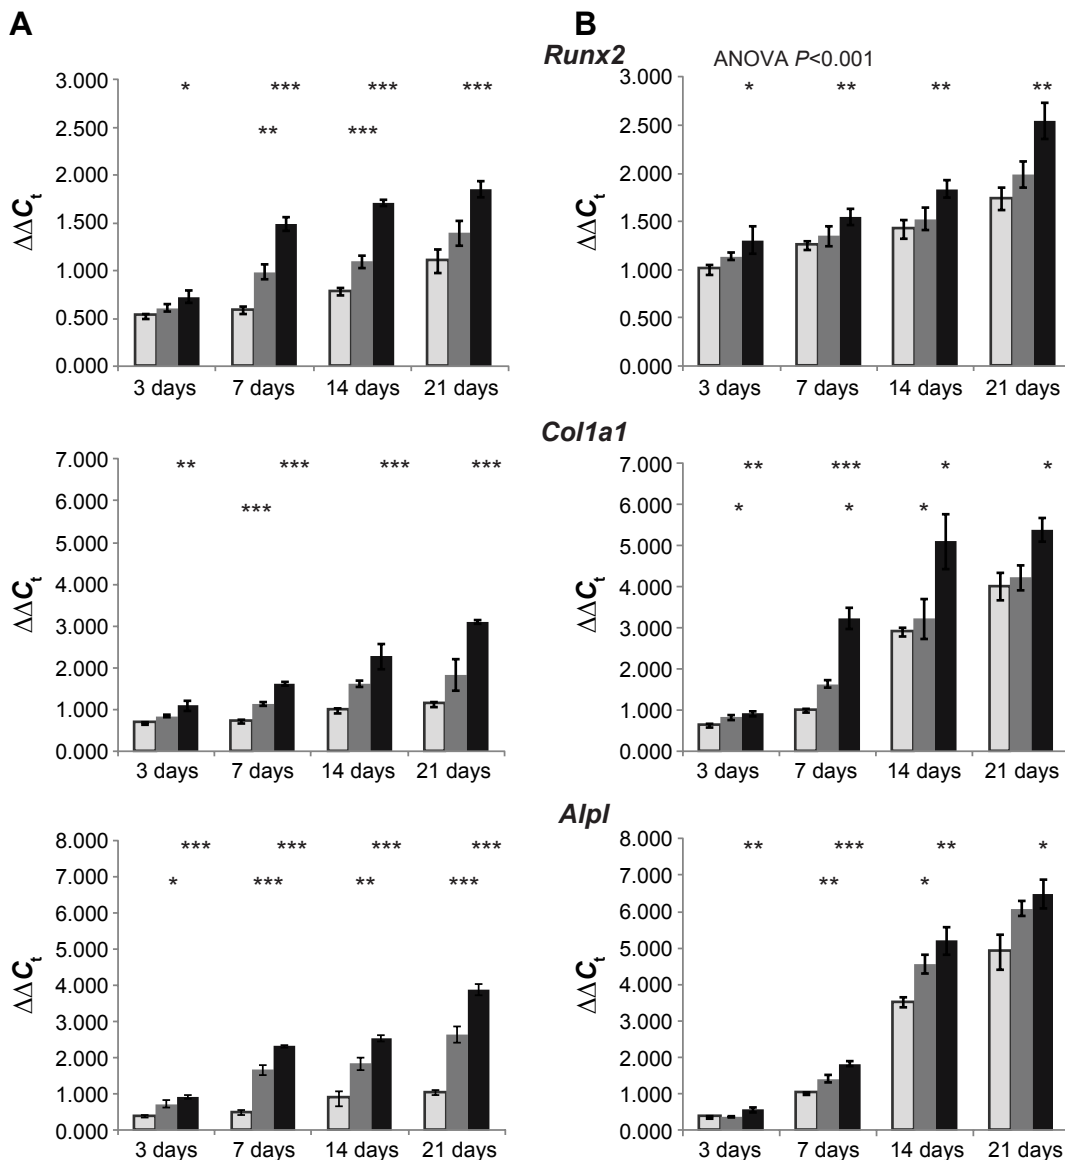 A
B
Runx2
ANOVA P<0.001
ΔΔCt
3.000
2.500
2.000
1.500
1.000
0.500
0.000
* *** *** ***
** ***
3 days 7 days 14 days 21 days
ΔΔCt
3.000
2.500
2.000
1.500
1.000
0.500
0.000
* ** ** **
3 days 7 days 14 days 21 days
Col1a1
ΔΔCt
7.000
6.000
5.000
4.000
3.000
2.000
1.000
0.000
** *** *** ***
***
3 days 7 days 14 days 21 days
ΔΔCt
7.000
6.000
5.000
4.000
3.000
2.000
1.000
0.000
** *** * *
* * *
3 days 7 days 14 days 21 days
Alpl
ΔΔCt
8.000
7.000
6.000
5.000
4.000
3.000
2.000
1.000
0.000
*** *** *** ***
* *** ** ***
3 days 7 days 14 days 21 days
ΔΔCt
8.000
7.000
6.000
5.000
4.000
3.000
2.000
1.000
0.000
** *** ** *
** *
3 days 7 days 14 days 21 days